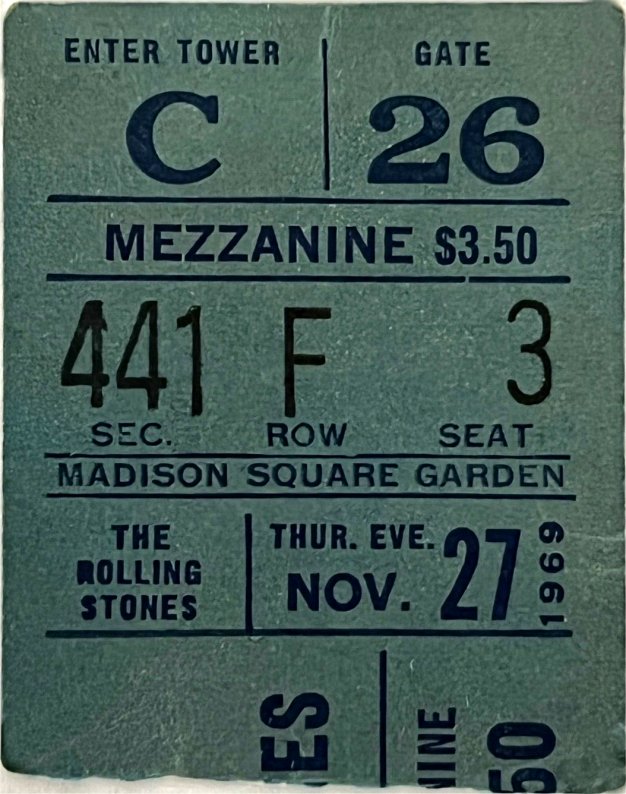 ENTER TOWER GATE
C 26
MEZZANINE $3.50
441 F 3
SEC. ROW SEAT
MADISON SQUARE GARDEN
THE
ROLLING
STONES
THUR. EVE.
NOV. 27 1969